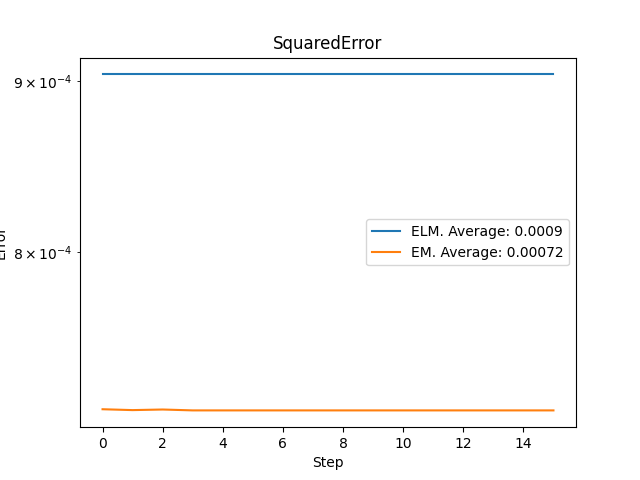 SquaredError
9 × 10⁻⁴
8 × 10⁻⁴
Error
ELM. Average: 0.0009
EM. Average: 0.00072
0 2 4 6 8 10 12 14
Step